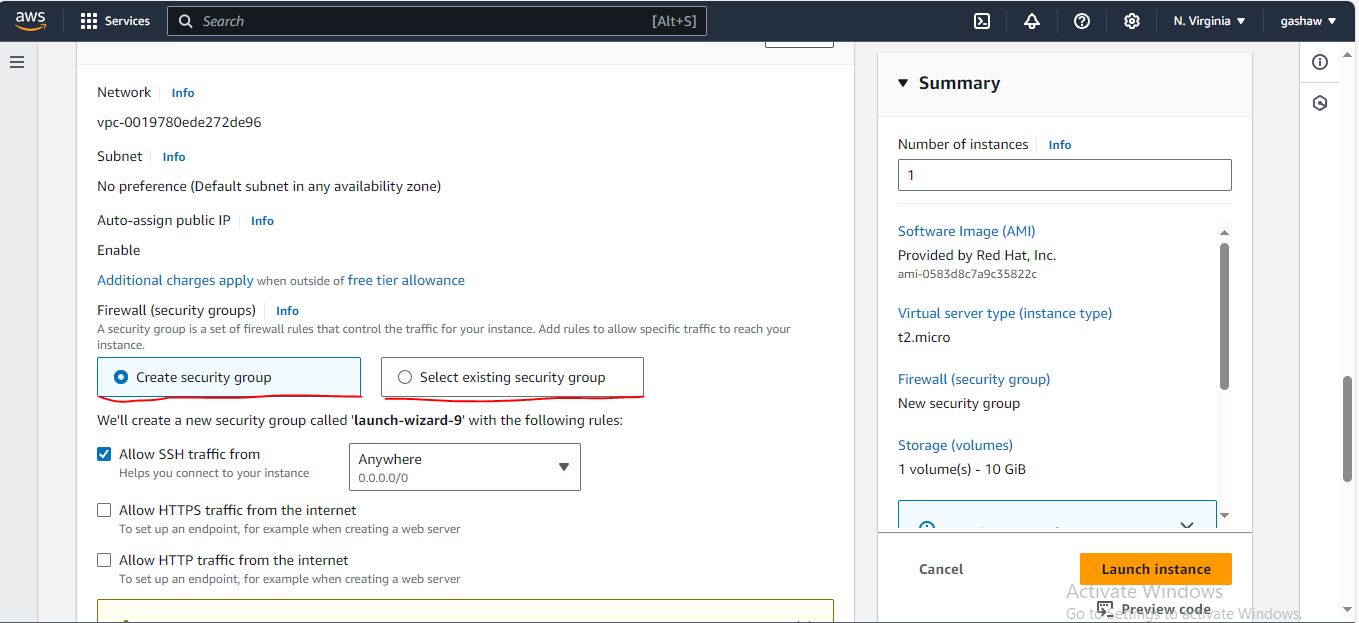 aws
Services
Search
[Alt+S]
N. Virginia
gashaw
Network
Info
vpc-0019780ede272de96
Subnet
Info
No preference (Default subnet in any availability zone)
Auto-assign public IP
Info
Enable
Additional charges apply when outside of free tier allowance
Firewall (security groups)
Info
A security group is a set of firewall rules that control the traffic for your instance. Add rules to allow specific traffic to reach your
instance.
Create security group
Select existing security group
We'll create a new security group called 'launch-wizard-9' with the following rules:
Allow SSH traffic from
Helps you connect to your instance
Anywhere
0.0.0.0/0
Allow HTTPS traffic from the internet
To set up an endpoint, for example when creating a web server
Allow HTTP traffic from the internet
To set up an endpoint, for example when creating a web server
Summary
Number of instances
Info
1
Software Image (AMI)
Provided by Red Hat, Inc.
ami-0583d8c7a9c35822c
Virtual server type (instance type)
t2.micro
Firewall (security group)
New security group
Storage (volumes)
1 volume(s) - 10 GiB
Cancel
Launch instance
Preview code
Activate Windows
Go to Settings to activate Windows.